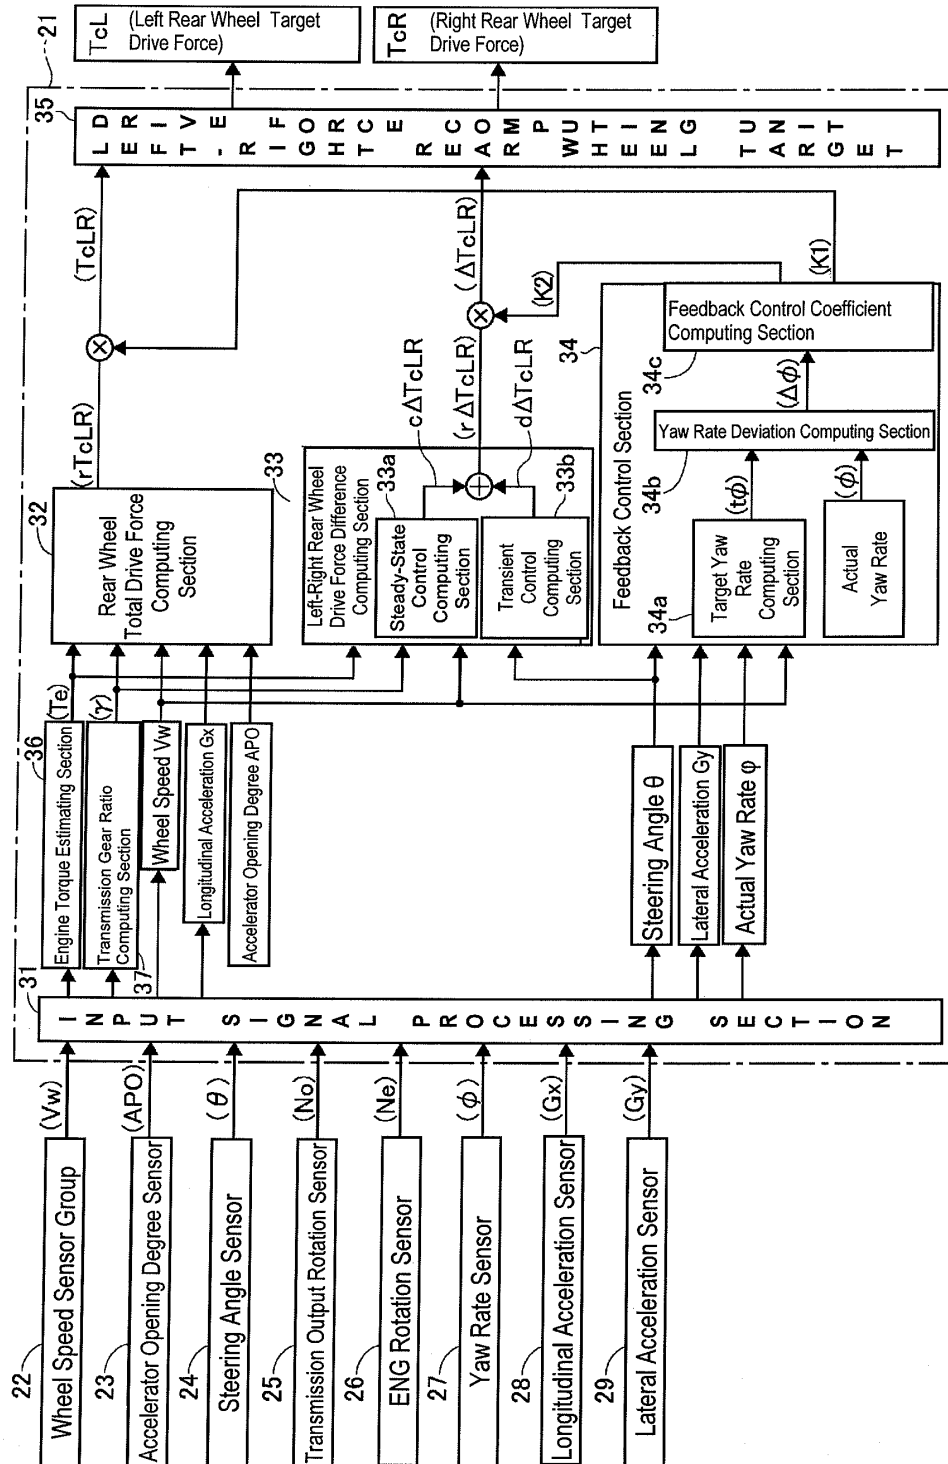 22
Wheel Speed Sensor Group
(Vw)
23
Accelerator Opening Degree Sensor
(APO)
24
Steering Angle Sensor
(θ)
25
Transmission Output Rotation Sensor
(No)
26
ENG Rotation Sensor
(Ne)
27
Yaw Rate Sensor
(ϕ)
28
Longitudinal Acceleration Sensor
(Gx)
29
Lateral Acceleration Sensor
(Gy)
31
INPUT SIGNAL PROCESSING SECTION
36
Engine Torque Estimating Section
(Te)
Transmission Gear Ratio
Computing Section
(γ)
37
Wheel Speed Vw
Longitudinal Acceleration Gx
Accelerator Opening Degree APO
Steering Angle θ
Lateral Acceleration Gy
Actual Yaw Rate φ
32
Rear Wheel
Total Drive Force
Computing
Section
(rTcLR)
(TcLR)
33
Left-Right Rear Wheel
Drive Force Difference
Computing Section
33a
Steady-State
Control
Computing
Section
33b
Transient
Control
Computing
Section
cΔTcLR
dΔTcLR
(rΔTcLR)
(ΔTcLR)
(K2)
34
Feedback Control Section
34a
Target Yaw
Rate
Computing
Section
(tϕ)
Actual
Yaw Rate
(ϕ)
34b
Yaw Rate Deviation Computing Section
(Δϕ)
34c
Feedback Control Coefficient
Computing Section
(K1)
35
LEFT-RIGHT REAR WHEEL TARGET
DRIVE FORCE COMPUTING UNIT
21
TcL
(Left Rear Wheel Target
Drive Force)
TcR
(Right Rear Wheel Target
Drive Force)